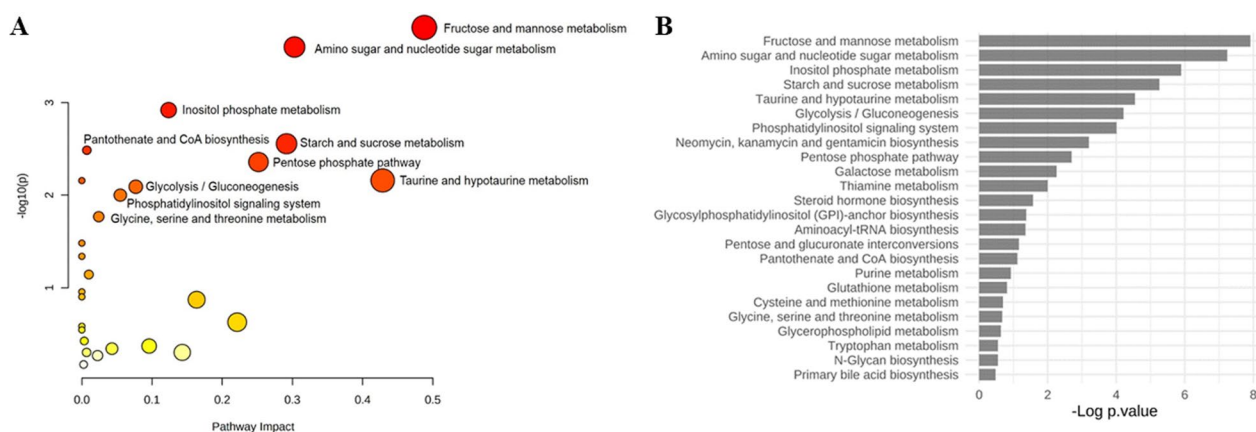 A
Fructose and mannose metabolism
Amino sugar and nucleotide sugar metabolism
3
Inositol phosphate metabolism
Pantothenate and CoA biosynthesis
Starch and sucrose metabolism
Pentose phosphate pathway
Taurine and hypotaurine metabolism
Glycolysis / Gluconeogenesis
2
Phosphatidylinositol signaling system
Glycine, serine and threonine metabolism
-log10(p)
1
0.0 0.1 0.2 0.3 0.4 0.5
Pathway Impact
B
Fructose and mannose metabolism
Amino sugar and nucleotide sugar metabolism
Inositol phosphate metabolism
Starch and sucrose metabolism
Taurine and hypotaurine metabolism
Glycolysis / Gluconeogenesis
Phosphatidylinositol signaling system
Neomycin, kanamycin and gentamicin biosynthesis
Pentose phosphate pathway
Galactose metabolism
Thiamine metabolism
Steroid hormone biosynthesis
Glycosylphosphatidylinositol (GPI)-anchor biosynthesis
Aminoacyl-tRNA biosynthesis
Pentose and glucuronate interconversions
Pantothenate and CoA biosynthesis
Purine metabolism
Glutathione metabolism
Cysteine and methionine metabolism
Glycine, serine and threonine metabolism
Glycerophospholipid metabolism
Tryptophan metabolism
N-Glycan biosynthesis
Primary bile acid biosynthesis
0 2 4 6 8
-Log p.value